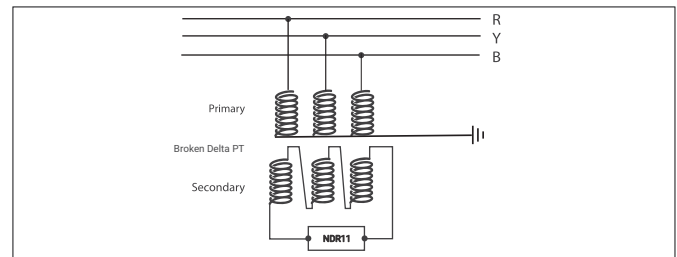 R
Y
B
Primary
Broken Delta PT
Secondary
NDR11